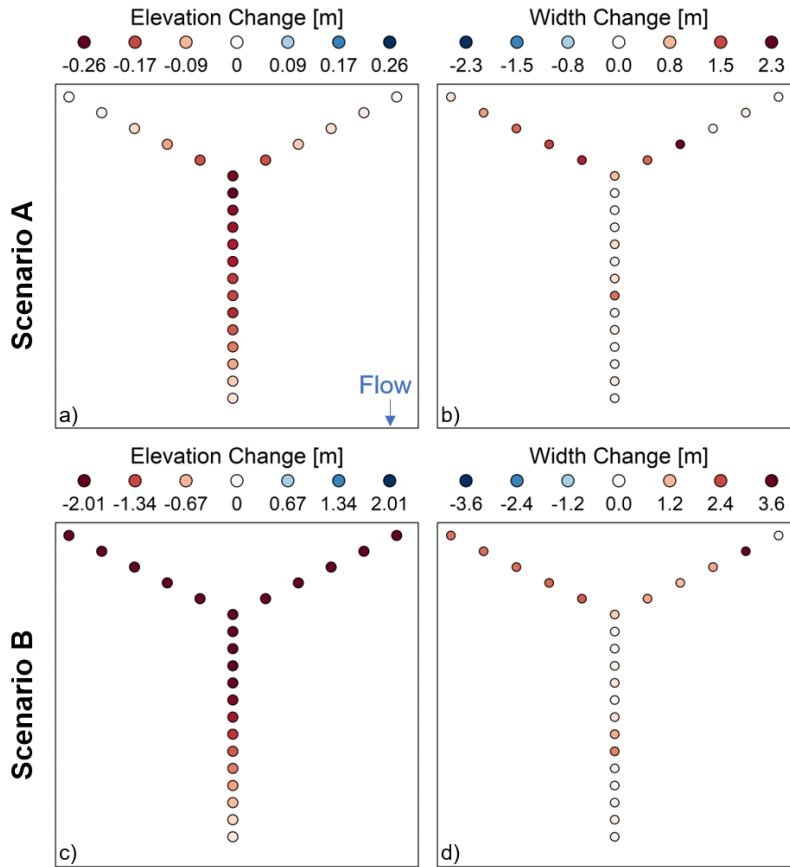 Elevation Change [m]
-0.26 -0.17 -0.09 0 0.09 0.17 0.26
Width Change [m]
-2.3 -1.5 -0.8 0.0 0.8 1.5 2.3
Scenario A
Flow
a)
b)
Elevation Change [m]
-2.01 -1.34 -0.67 0 0.67 1.34 2.01
Width Change [m]
-3.6 -2.4 -1.2 0.0 1.2 2.4 3.6
Scenario B
c)
d)